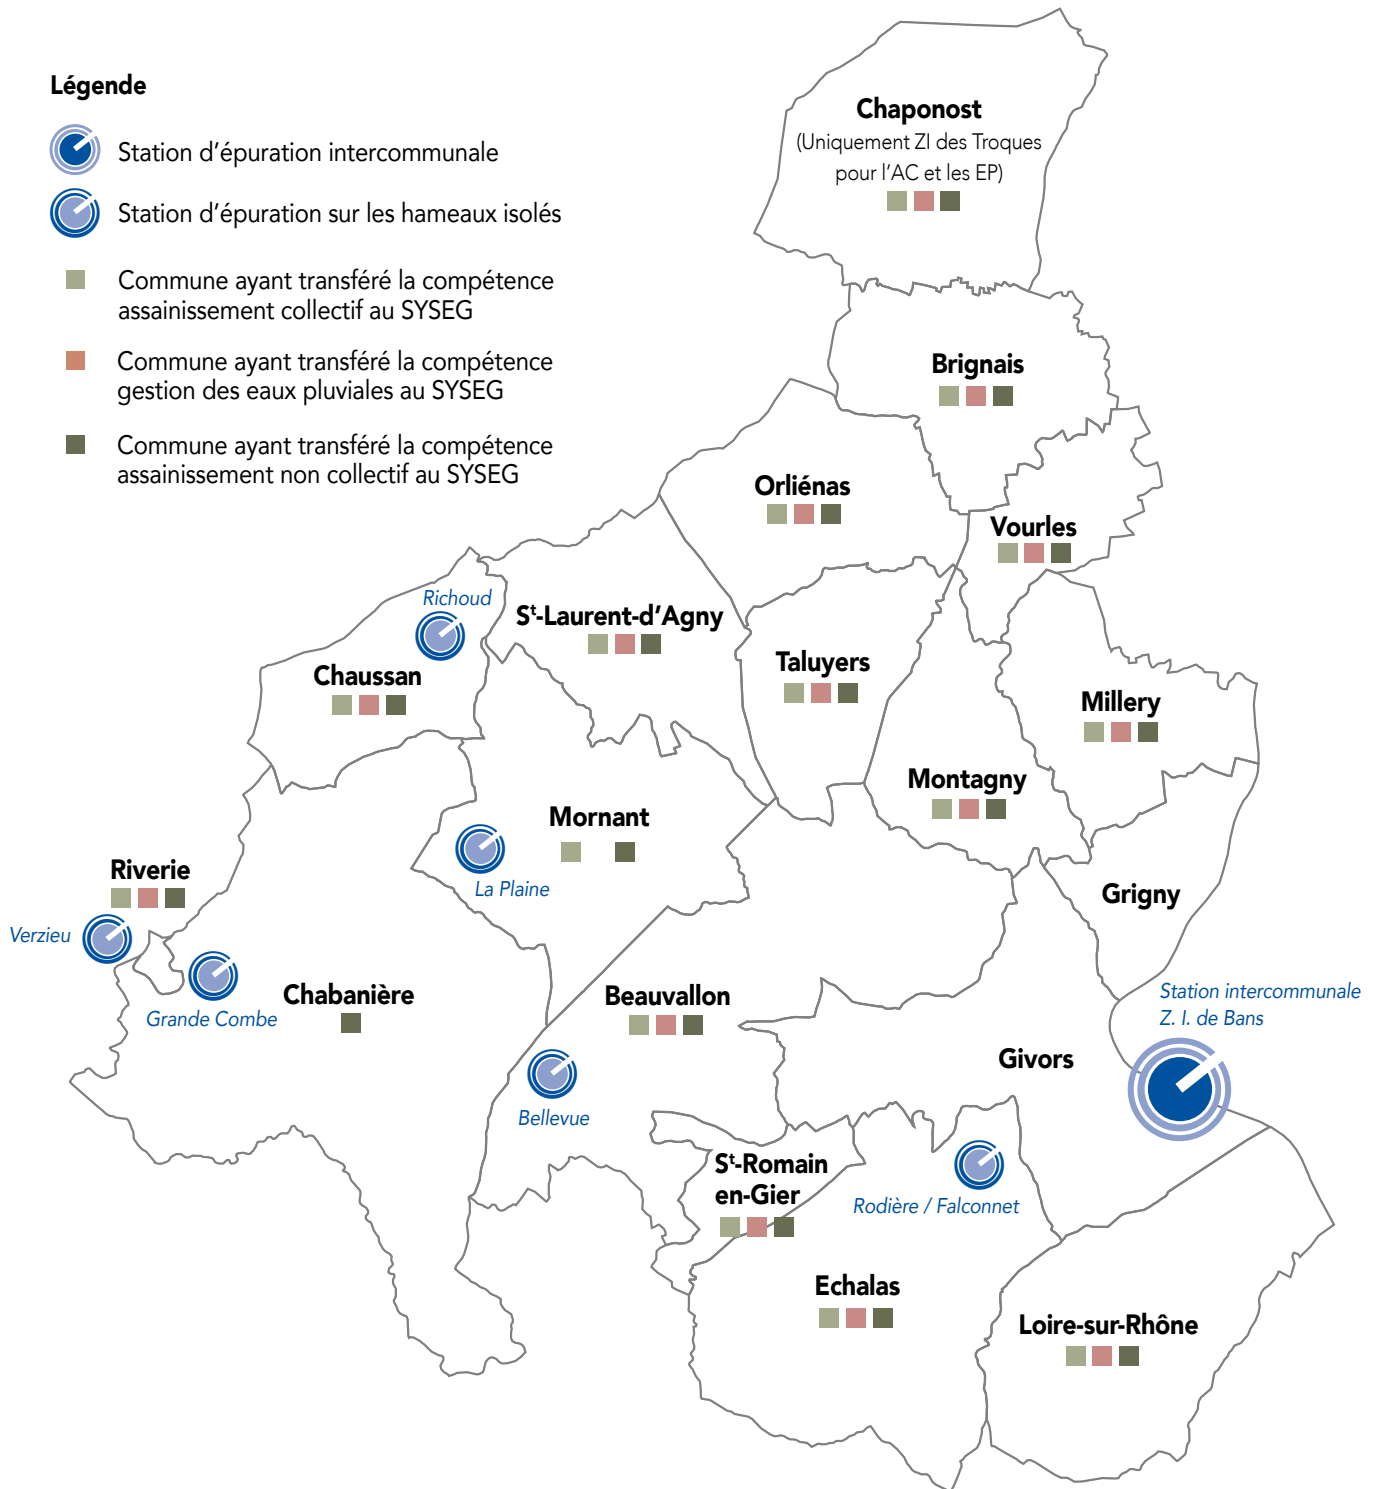 Légende
Station d'épuration intercommunale
Station d'épuration sur les hameaux isolés
Commune ayant transféré la compétence
assainissement collectif au SYSEG
Commune ayant transféré la compétence
gestion des eaux pluviales au SYSEG
Commune ayant transféré la compétence
assainissement non collectif au SYSEG
Chaponost
(Uniquement ZI des Troques
pour l'AC et les EP)
Brignais
Orliénas
Vourles
Richoud
St-Laurent-d'Agny
Chaussan
Taluyers
Millery
Montagny
Mornant
La Plaine
Riverie
Grigny
Verzieu
Chabanière
Grande Combe
Beauvallon
Station intercommunale
Z. I. de Bans
Givors
Bellevue
St-Romain
en-Gier
Rodière / Falconnet
Echalas
Loire-sur-Rhône